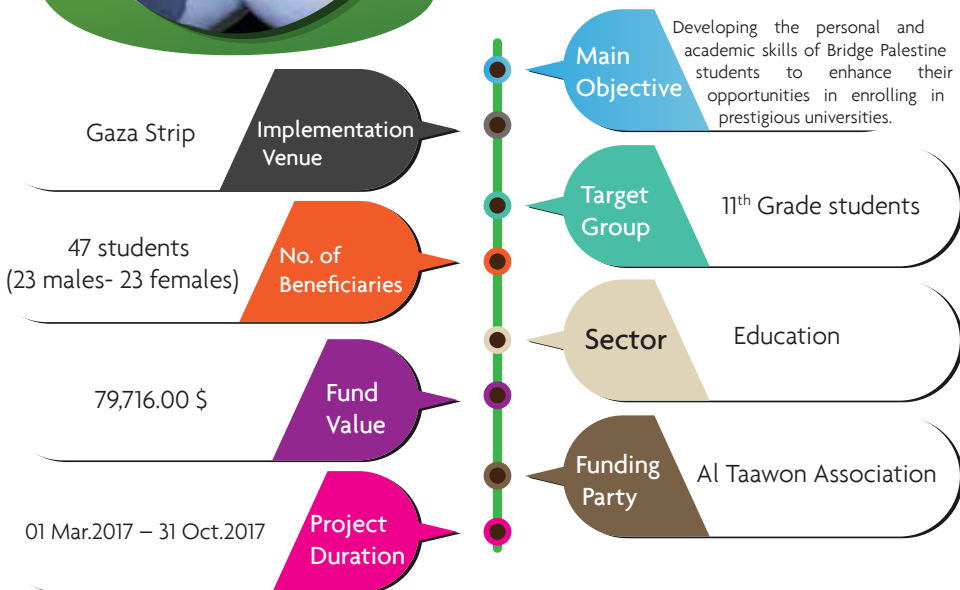 Main
Objective
Developing the personal and
academic skills of Bridge Palestine
students to enhance their
opportunities in enrolling in
prestigious universities.
Gaza Strip
Implementation
Venue
Target
Group
11th Grade students
47 students
(23 males- 23 females)
No. of
Beneficiaries
Sector
Education
79,716.00 $
Fund
Value
Funding
Party
Al Taawon Association
01 Mar.2017 – 31 Oct.2017
Project
Duration